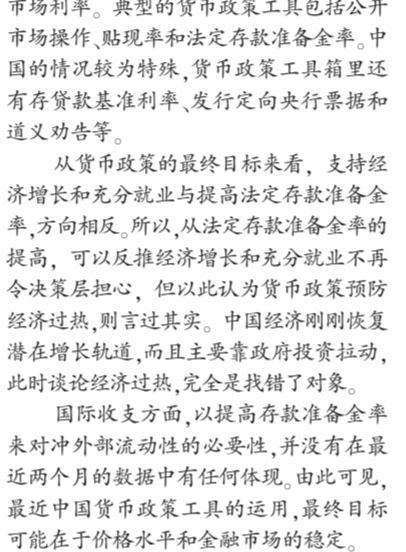 市场利率。典型的货币政策工具包括公开
市场操作、贴现率和法定存款准备金率。中
国的情况较为特殊,货币政策工具箱里还
有存贷款基准利率、发行定向央行票据和
道义劝告等。
从货币政策的最终目标来看，支持经
济增长和充分就业与提高法定存款准备金
率,方向相反。所以,从法定存款准备金率的
提高，可以反推经济增长和充分就业不再
令决策层担心，但以此认为货币政策预防
经济过热,则言过其实。中国经济刚刚恢复
潜在增长轨道,而且主要靠政府投资拉动,
此时谈论经济过热,完全是找错了对象。
国际收支方面,以提高存款准备金率
来对冲外部流动性的必要性,并没有在最
近两个月的数据中有任何体现。由此可见,
最近中国货币政策工具的运用,最终目标
可能在于价格水平和金融市场的稳定。